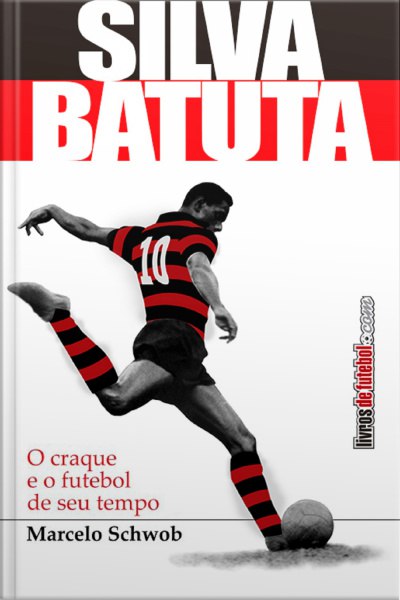 SILVA
BATUTA
10
livrosdefutebol.com
O craque
e o futebol
de seu tempo
Marcelo Schwob